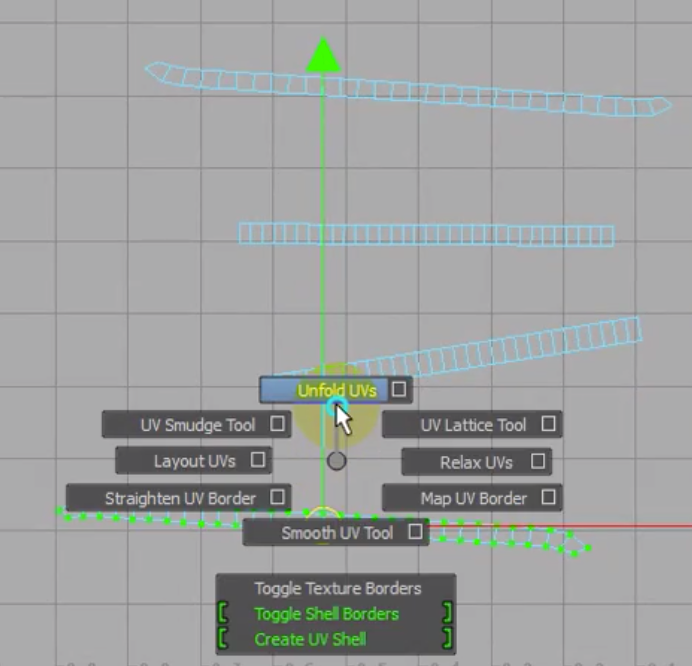 Unfold UVs
UV Smudge Tool
UV Lattice Tool
Layout UVs
Relax UVs
Straighten UV Border
Map UV Border
Smooth UV Tool
Toggle Texture Borders
[ Toggle Shell Borders ]
[ Create UV Shell ]